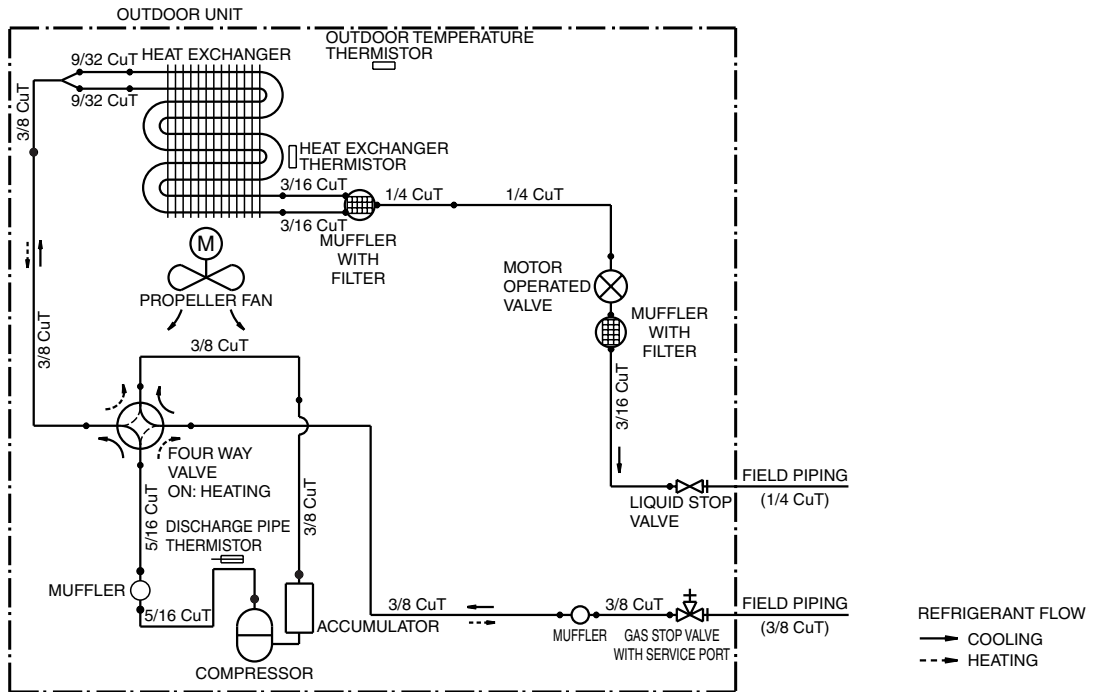 OUTDOOR UNIT
9/32 CuT
HEAT EXCHANGER
OUTDOOR TEMPERATURE
THERMISTOR
9/32 CuT
3/8 CuT
HEAT EXCHANGER
THERMISTOR
3/16 CuT
1/4 CuT
1/4 CuT
3/16 CuT
MUFFLER
WITH
FILTER
M
PROPELLER FAN
MOTOR
OPERATED
VALVE
MUFFLER
WITH
FILTER
3/8 CuT
3/8 CuT
3/16 CuT
FOUR WAY
VALVE
ON: HEATING
FIELD PIPING
(1/4 CuT)
LIQUID STOP
VALVE
5/16 CuT
3/8 CuT
DISCHARGE PIPE
THERMISTOR
MUFFLER
5/16 CuT
ACCUMULATOR
COMPRESSOR
3/8 CuT
3/8 CuT
MUFFLER
GAS STOP VALVE
WITH SERVICE PORT
FIELD PIPING
(3/8 CuT)
REFRIGERANT FLOW
COOLING
HEATING